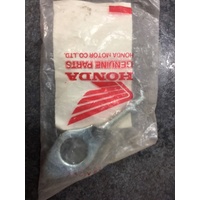 HONDA
GENUINE PARTS
HONDA MOTOR CO.,LTD.